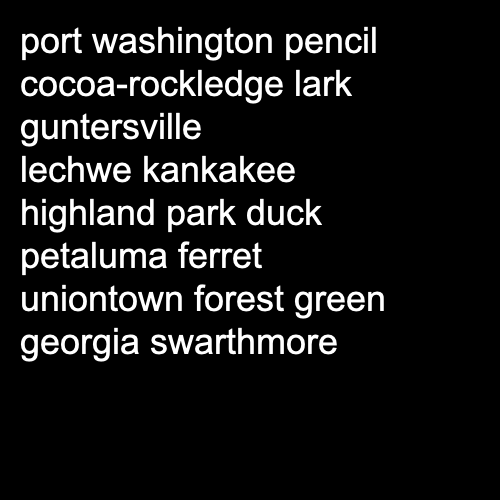 port washington pencil
cocoa-rockledge lark
guntersville
lechwe kankakee
highland park duck
petaluma ferret
uniontown forest green
georgia swarthmore